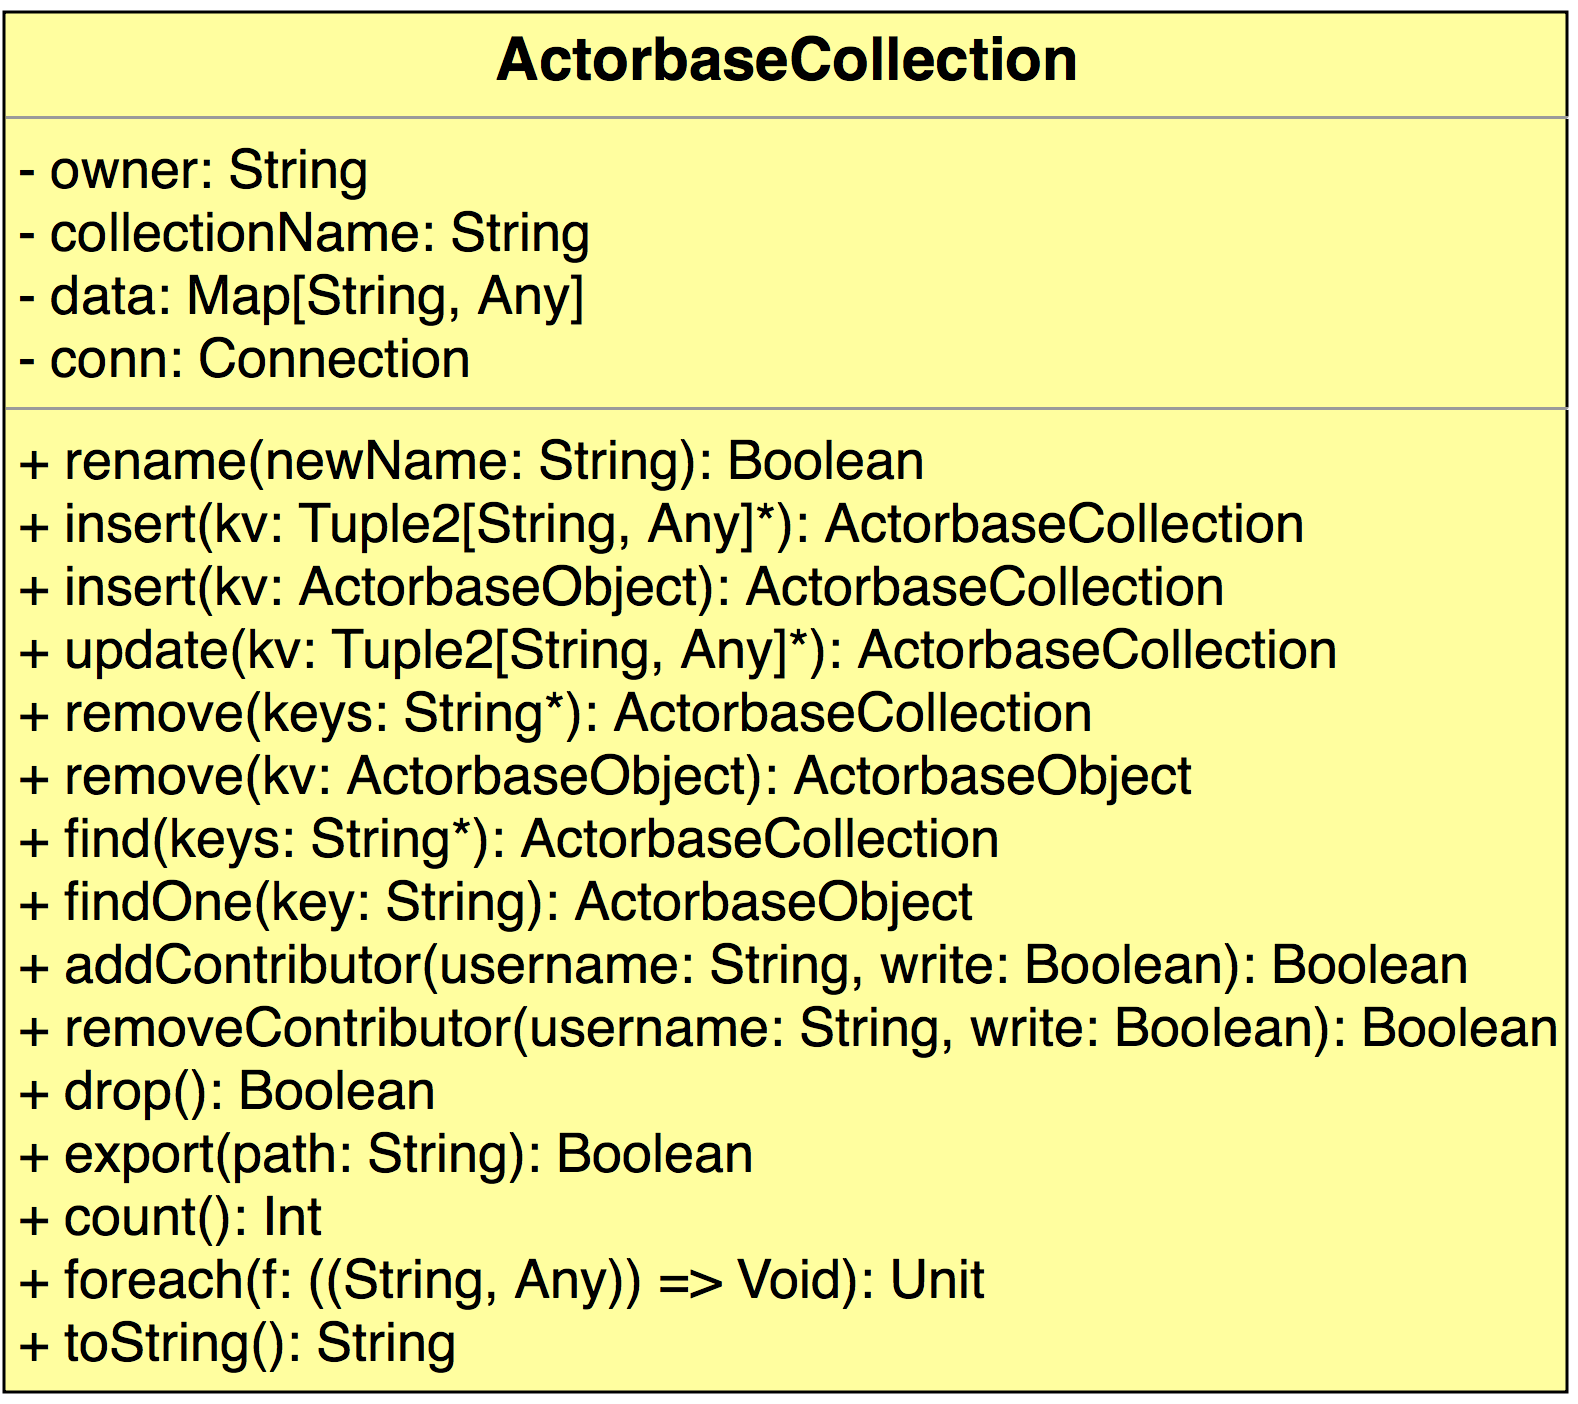 ActorbaseCollection
- owner: String
- collectionName: String
- data: Map[String, Any]
- conn: Connection
+ rename(newName: String): Boolean
+ insert(kv: Tuple2[String, Any]*): ActorbaseCollection
+ insert(kv: ActorbaseObject): ActorbaseCollection
+ update(kv: Tuple2[String, Any]*): ActorbaseCollection
+ remove(keys: String*): ActorbaseCollection
+ remove(kv: ActorbaseObject): ActorbaseObject
+ find(keys: String*): ActorbaseCollection
+ findOne(key: String): ActorbaseObject
+ addContributor(username: String, write: Boolean): Boolean
+ removeContributor(username: String, write: Boolean): Boolean
+ drop(): Boolean
+ export(path: String): Boolean
+ count(): Int
+ foreach(f: ((String, Any)) => Void): Unit
+ toString(): String